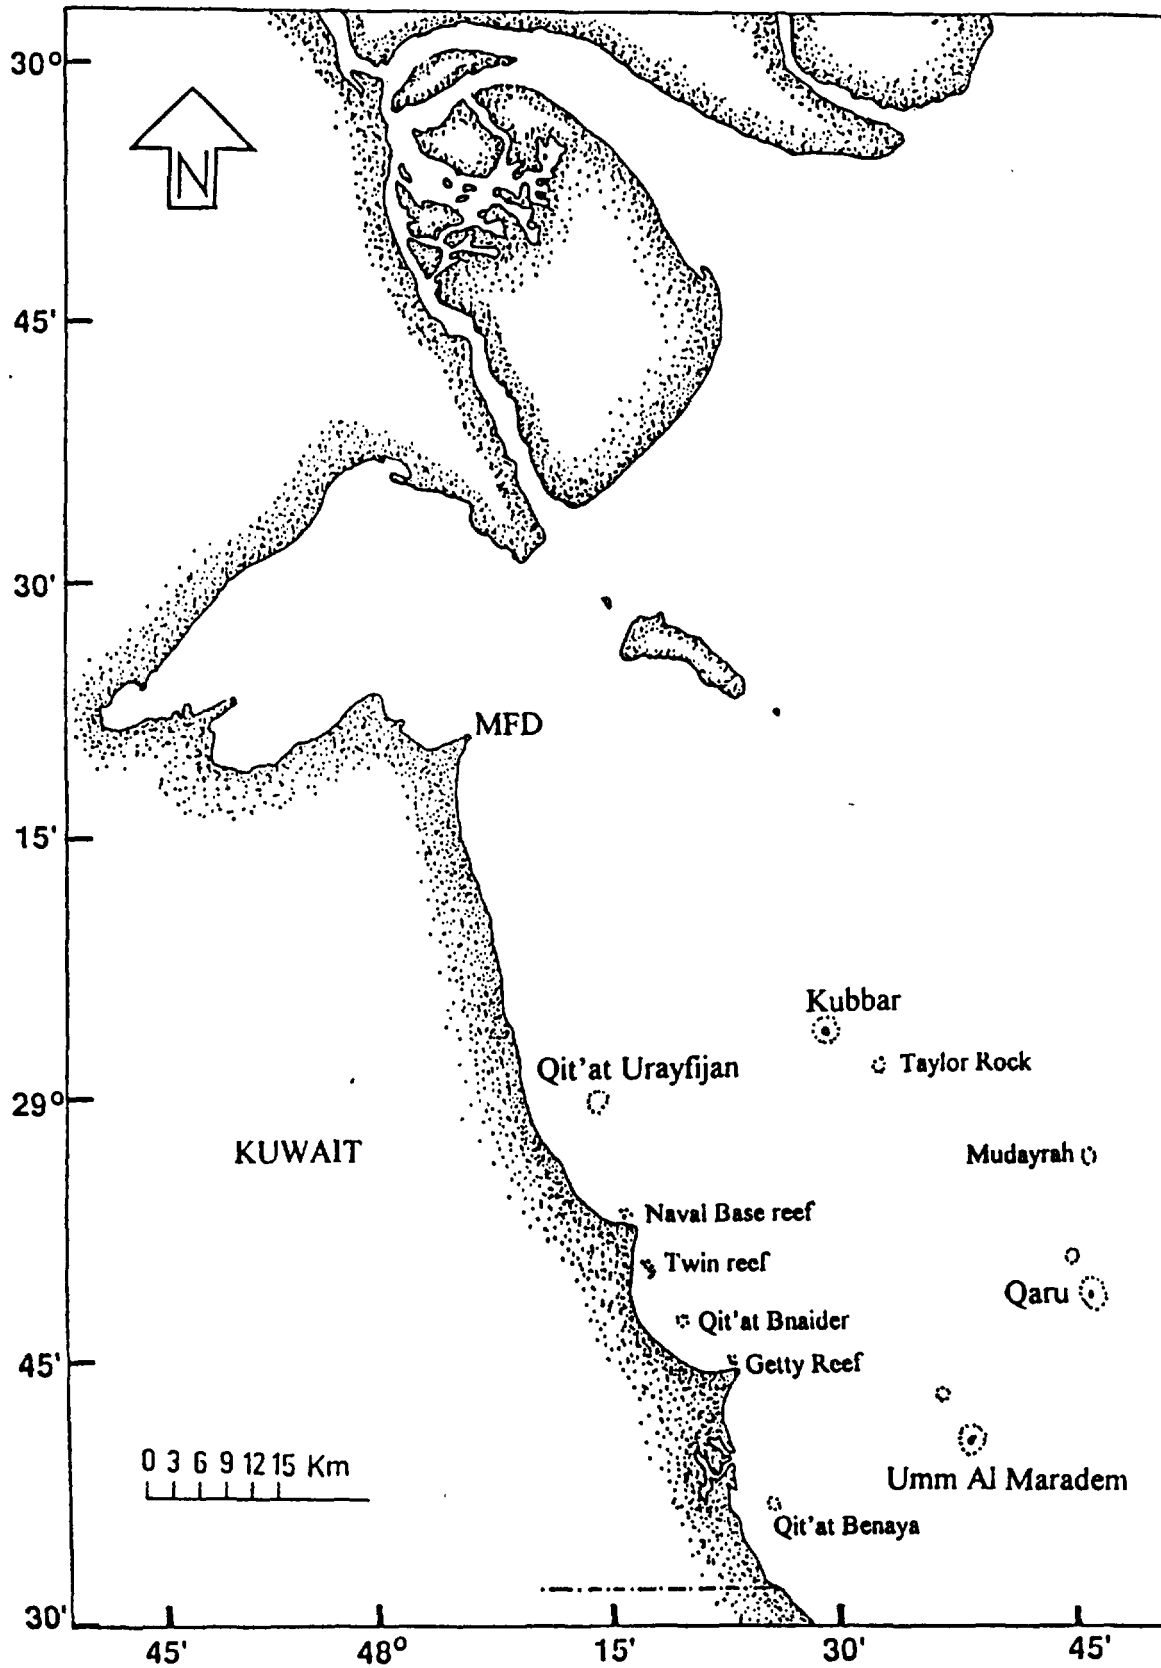 30°
N
45'
30'
MFD
15'
Kubbar
Qit'at Urayfijan
Taylor Rock
29°
KUWAIT
Mudayrah
Naval Base reef
Twin reef
Qaru
Qit'at Bnaider
45'
Getty Reef
0 3 6 9 12 15 Km
Umm Al Maradem
Qit'at Benaya
30'
45' 48° 15' 30' 45'